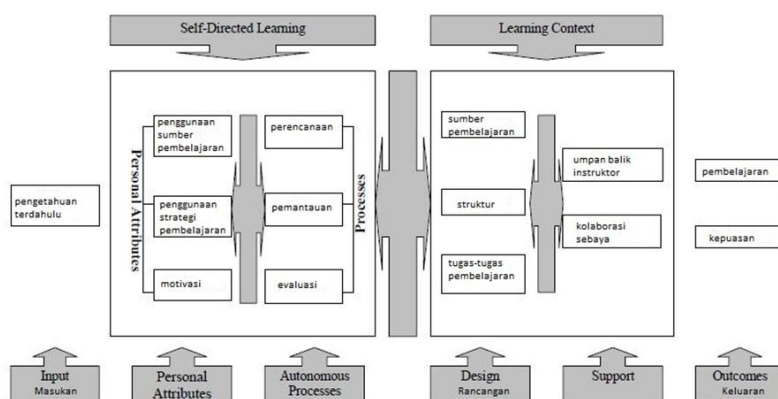 Self-Directed Learning
Learning Context
pengetahuan
terdahulu
Personal Attributes
penggunaan
sumber
pembelajaran
penggunaan
strategi
pembelajaran
motivasi
perencanaan
pemantauan
evaluasi
Processes
sumber
pembelajaran
struktur
tugas-tugas
pembelajaran
umpan balik
instruktor
kolaborasi
sebaya
pembelajaran
kepuasan
Input
Masukan
Personal
Attributes
Autonomous
Processes
Design
Rancangan
Support
Outcomes
Keluaran